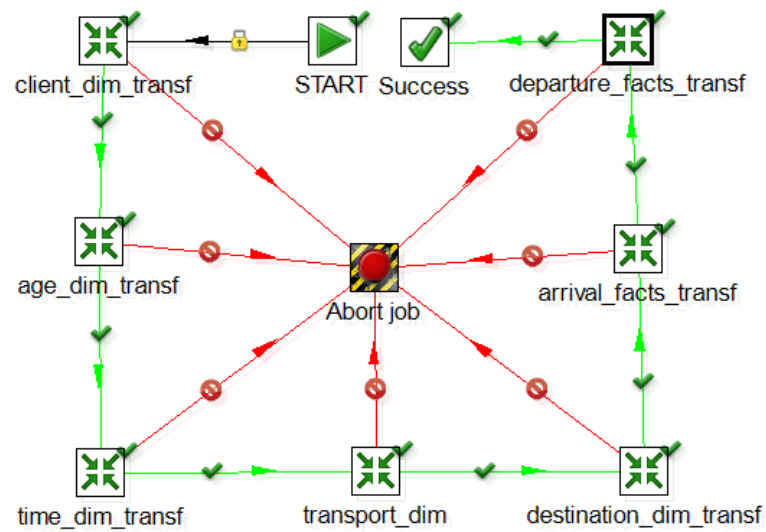 client_dim_transf
START
Success
departure_facts_transf
age_dim_transf
Abort job
arrival_facts_transf
time_dim_transf
transport_dim
destination_dim_transf